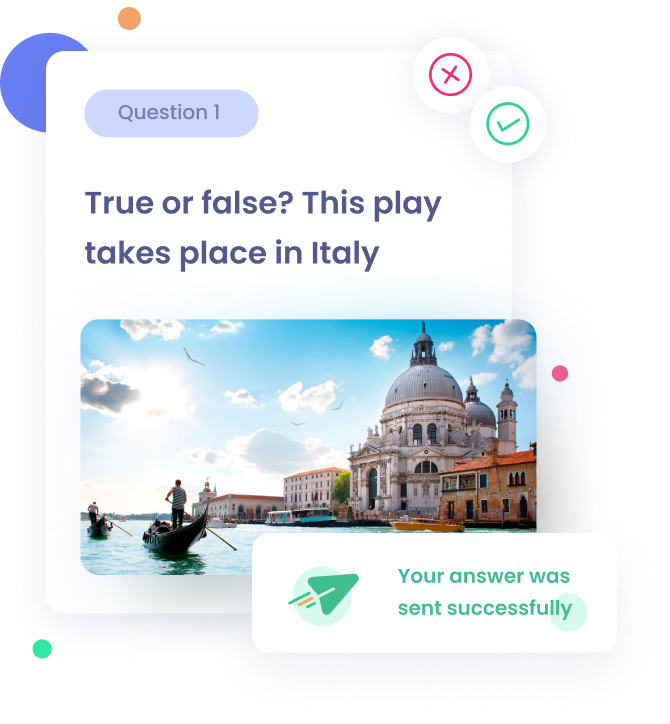 Question 1
True or false? This play
takes place in Italy
Your answer was
sent successfully